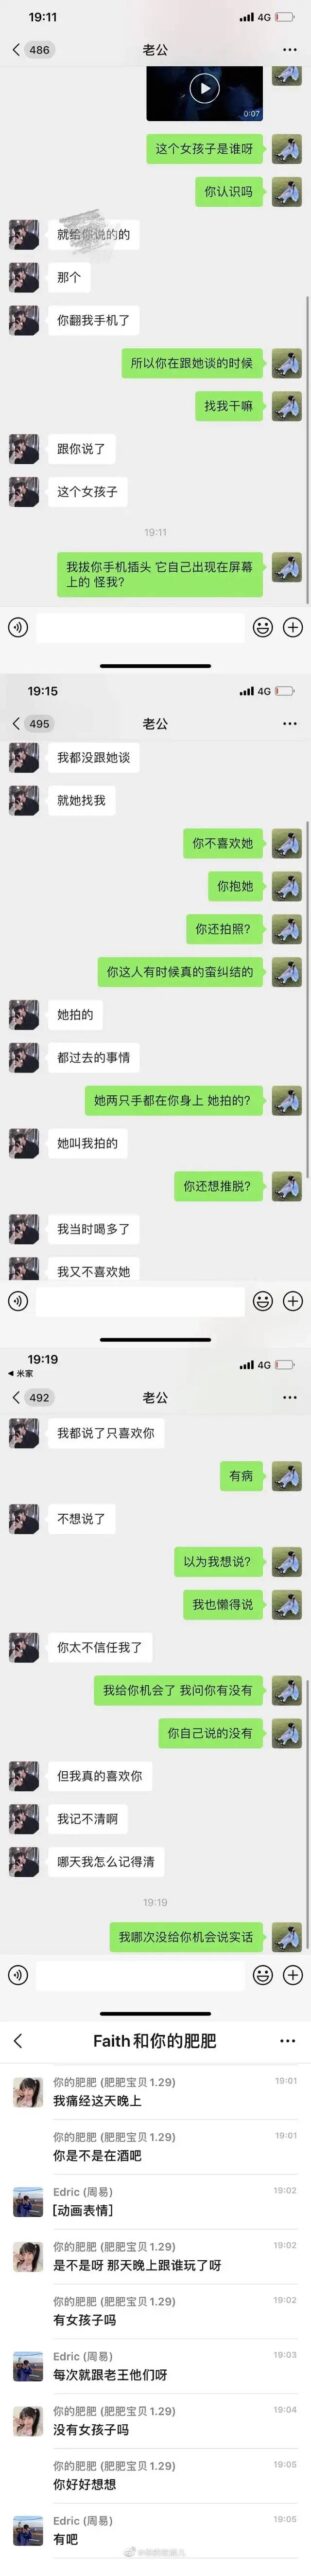 19:11
4G
486
老公
0:07
这个女孩子是谁呀
你认识吗
就给你说的的
那个
你翻我手机了
所以你在跟她谈的时候
找我干嘛
跟你说了
这个女孩子
19:11
我拔你手机插头 它自己出现在屏幕
上的 怪我?
19:15
4G
495
老公
我都没跟她谈
就她找我
你不喜欢她
你抱她
你还拍照?
你这人有时候真的蛮纠结的
她拍的
都过去的事情
她两只手都在你身上 她拍的?
她叫我拍的
你还想推脱?
我当时喝多了
我又不喜欢她
19:19
4G
米家
492
老公
我都说了只喜欢你
有病
不想说了
以为我想说?
我也懒得说
你太不信任我了
我给你机会了 我问你有没有
你自己说的没有
但我真的喜欢你
我记不清啊
哪天我怎么记得清
19:19
我哪次没给你机会说实话
Faith和你的肥肥
你的肥肥 (肥肥宝贝1.29)
19:01
我痛经这天晚上
你的肥肥 (肥肥宝贝1.29)
19:01
你是不是在酒吧
Edric (周易)
19:02
[动画表情]
你的肥肥 (肥肥宝贝1.29)
19:02
是不是呀 那天晚上跟谁玩了呀
你的肥肥 (肥肥宝贝1.29)
有女孩子吗
Edric (周易)
19:03
每次就跟老王他们呀
你的肥肥 (肥肥宝贝1.29)
19:04
没有女孩子吗
你的肥肥 (肥肥宝贝1.29)
19:05
你好好想想
Edric (周易)
19:05
有吧